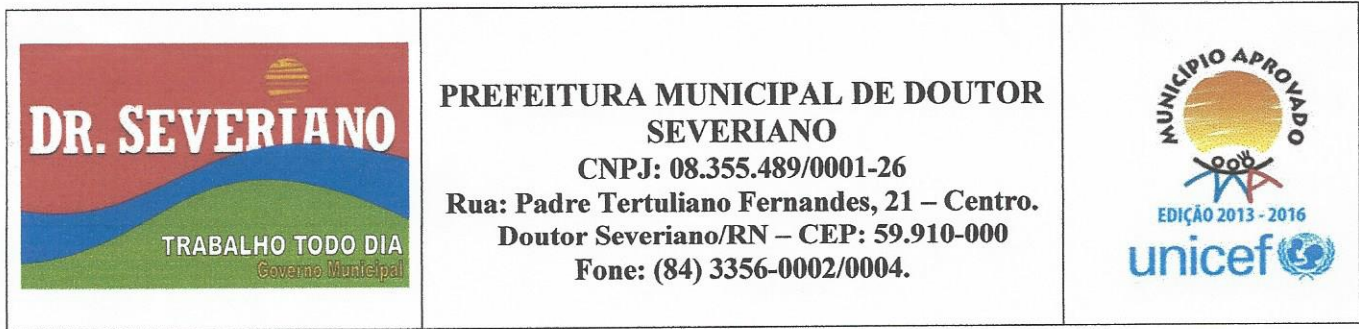 DR. SEVERIANO
TRABALHO TODO DIA
Governo Municipal
PREFEITURA MUNICIPAL DE DOUTOR
SEVERIANO
CNPJ: 08.355.489/0001-26
Rua: Padre Tertuliano Fernandes, 21 – Centro.
Doutor Severiano/RN – CEP: 59.910-000
Fone: (84) 3356-0002/0004.
MUNICÍPIO APROVADO
EDIÇÃO 2013 - 2016
unicef